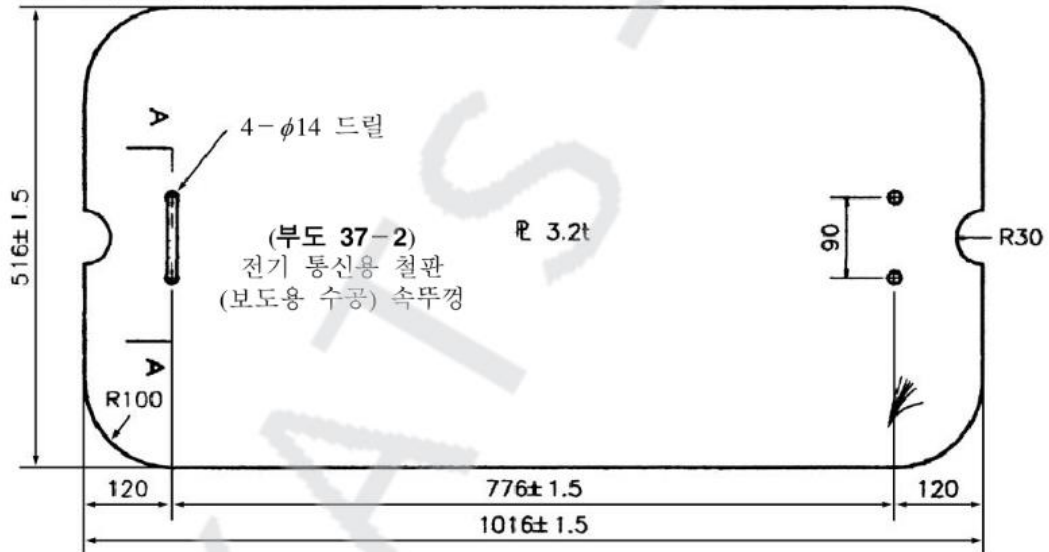 A
4-ϕ14 드릴
516±1.5
(부도 37-2)
전기 통신용 철판
(보도용 수공) 속뚜껑
℄ 3.2t
90
R30
A
R100
120
776±1.5
120
1016±1.5
KATS